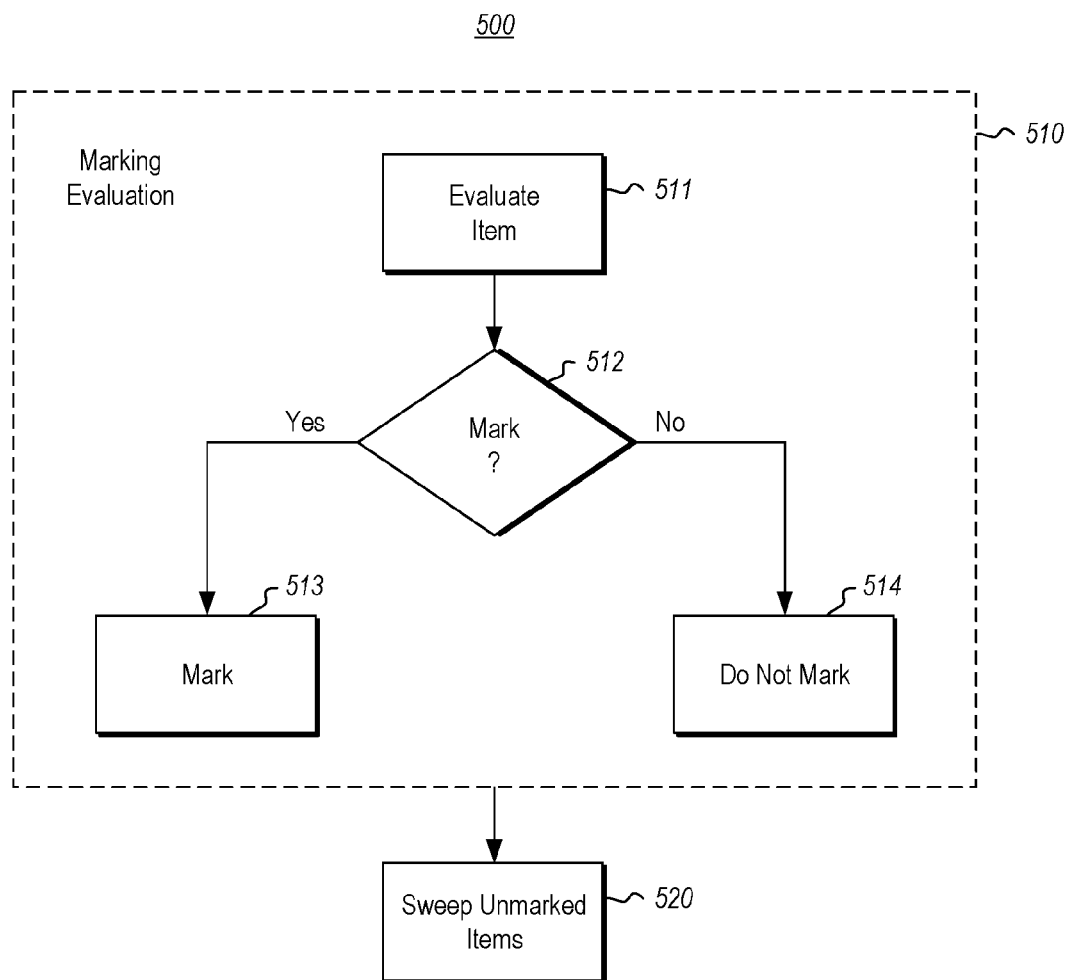 500
510
Marking
Evaluation
Evaluate
Item
511
512
Yes
Mark
?
No
513
Mark
514
Do Not Mark
Sweep Unmarked
Items
520